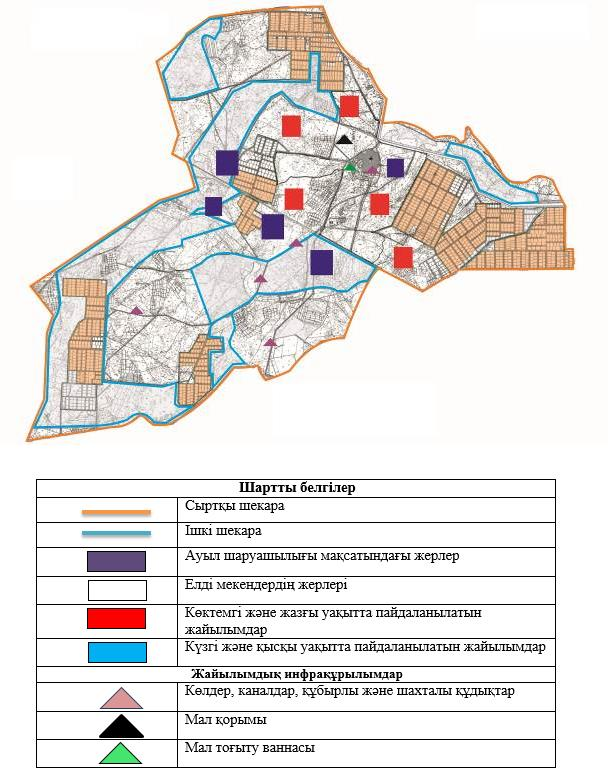 Шартты белгілер
Сыртқы шекара
Ішкі шекара
Ауыл шаруашылығы мақсатындағы жерлер
Елді мекендердің жерлері
Көктемгі және жазғы уақытта пайдаланылатын
жайылымдар
Күзгі және қысқы уақытта пайдаланылатын жайылымдар
Жайылымдық инфрақұрылымдар
Көлдер, каналдар, құбырлы және шахталы құдықтар
Мал қорымы
Мал тоғыту ваннасы